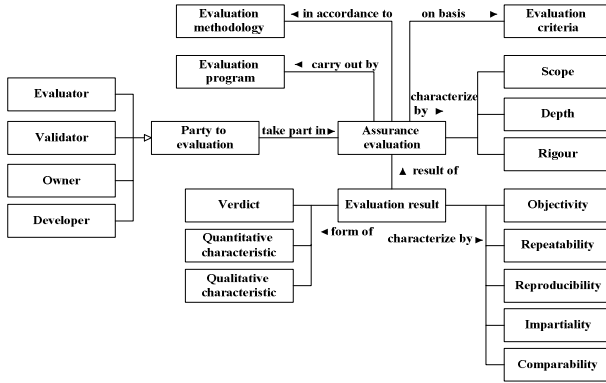 Evaluation
methodology
in accordance to
on basis
Evaluation
criteria
Evaluation
program
carry out by
Scope
Evaluator
characterize
by
Depth
Validator
Party to
evaluation
take part in
Assurance
evaluation
Rigour
Owner
result of
Developer
Verdict
Evaluation result
Objectivity
Quantitative
characteristic
form of
characterize by
Repeatability
Qualitative
characteristic
Reproducibility
Impartiality
Comparability